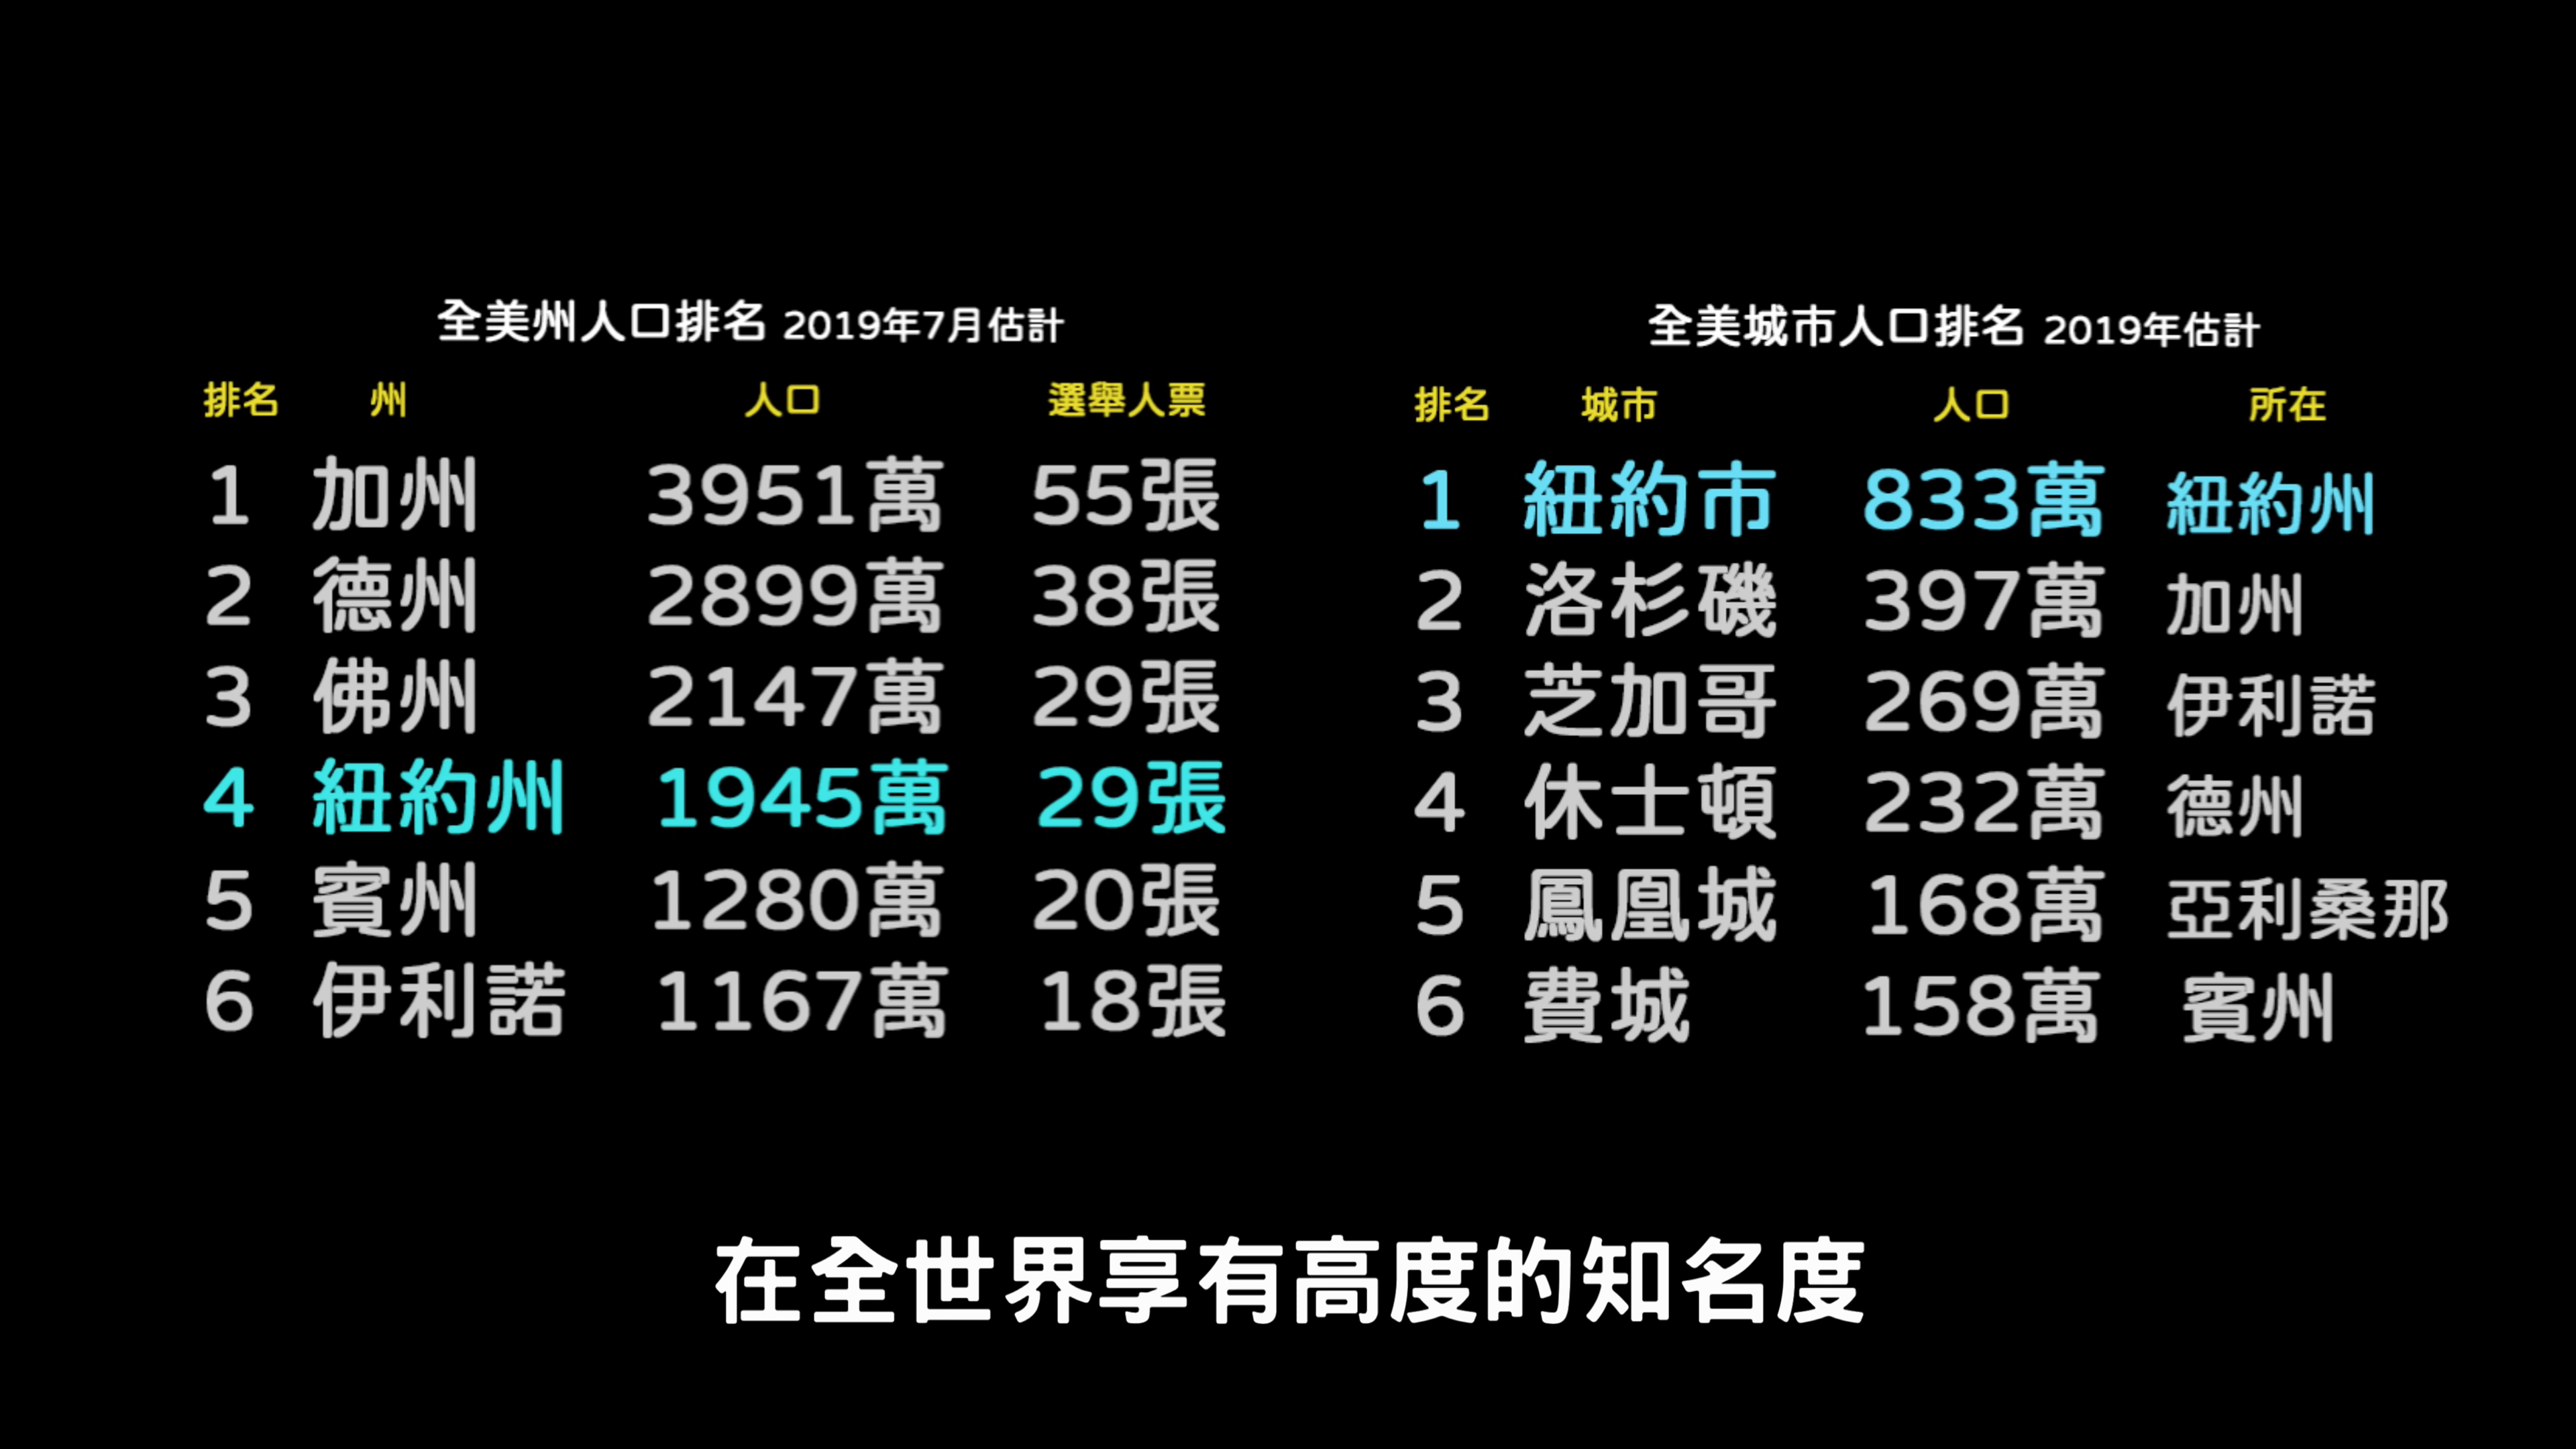 全美州人口排名 2019年7月估計
排名 州 人口 選舉人票
1 加州 3951萬 55張
2 德州 2899萬 38張
3 佛州 2147萬 29張
4 紐約州 1945萬 29張
5 賓州 1280萬 20張
6 伊利諾 1167萬 18張
全美城市人口排名 2019年估計
排名 城市 人口 所在
1 紐約市 833萬 紐約州
2 洛杉磯 397萬 加州
3 芝加哥 269萬 伊利諾
4 休士頓 232萬 德州
5 鳳凰城 168萬 亞利桑那
6 費城 158萬 賓州
在全世界享有高度的知名度